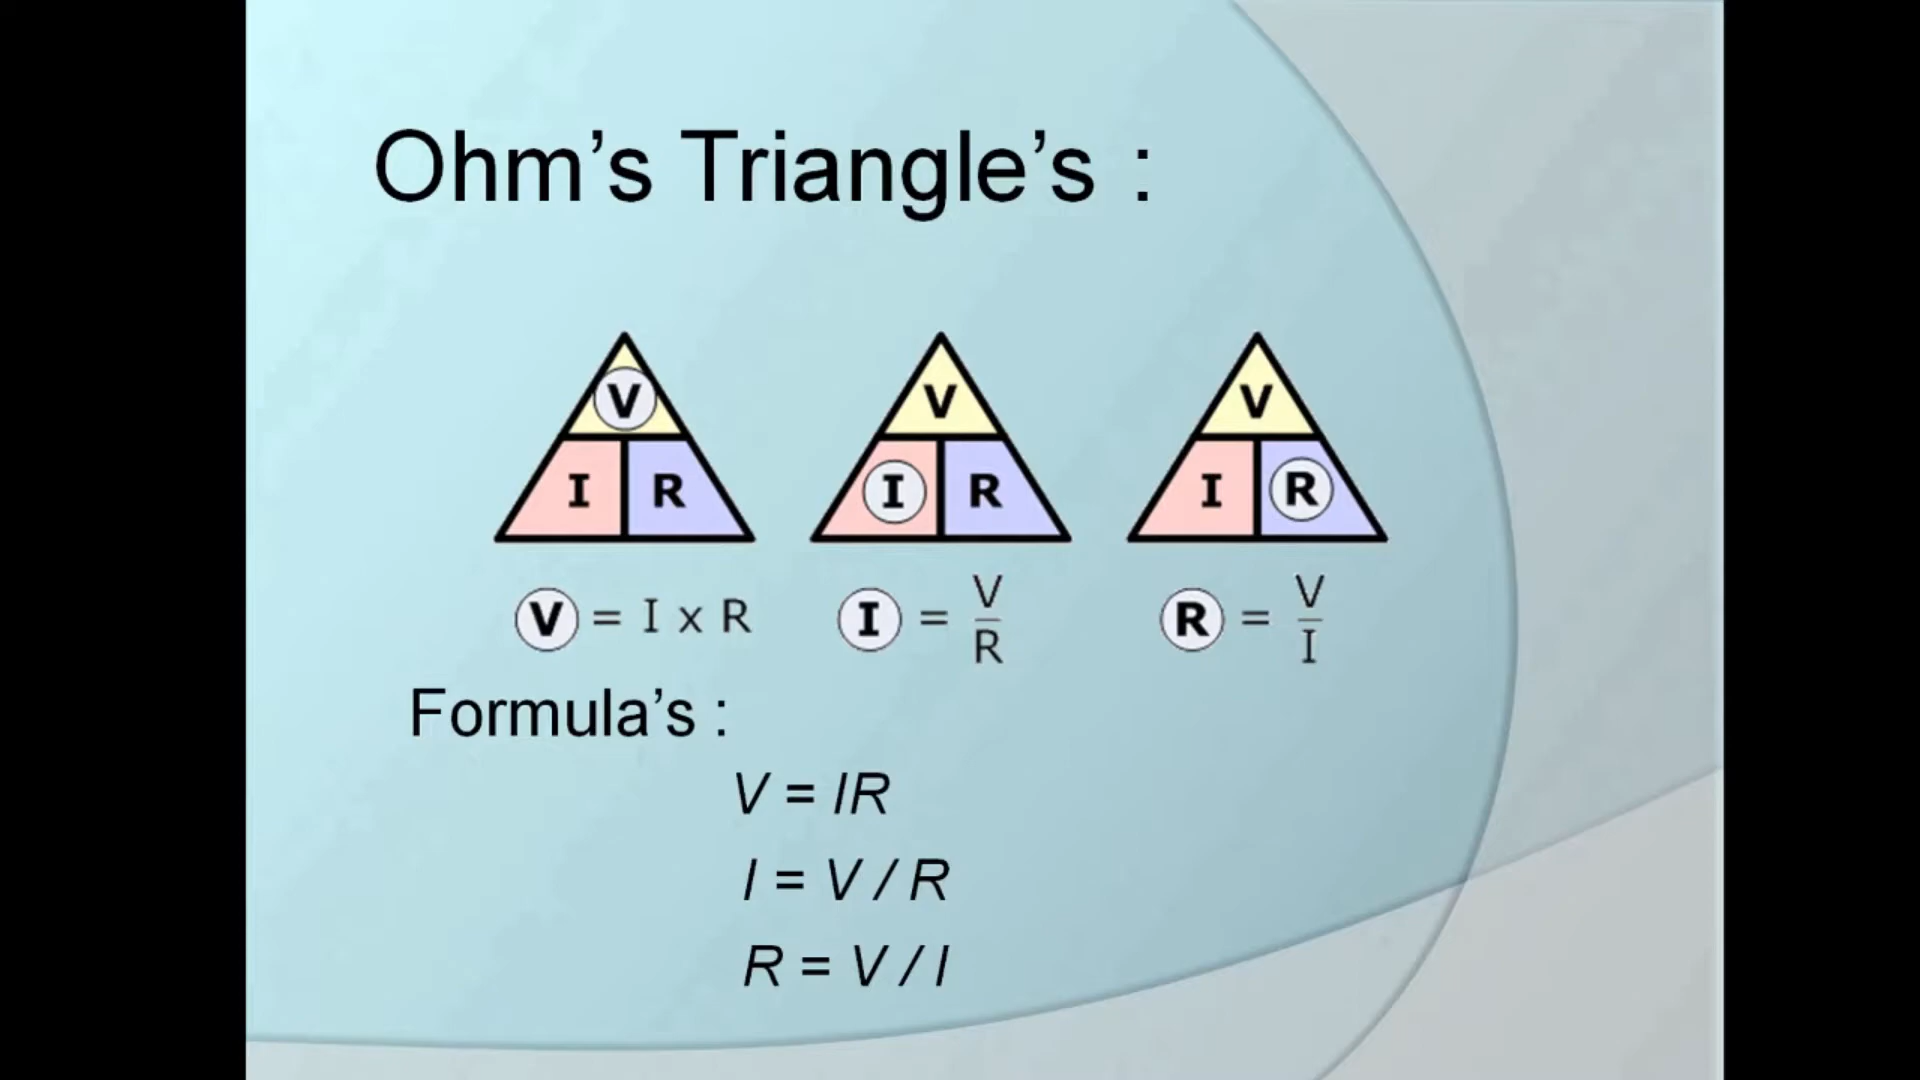 Ohm’s Triangle’s :
V V V
I R I R I R
V = I x R I = V/R R = V/I
Formula’s :
V = IR
I = V / R
R = V / I